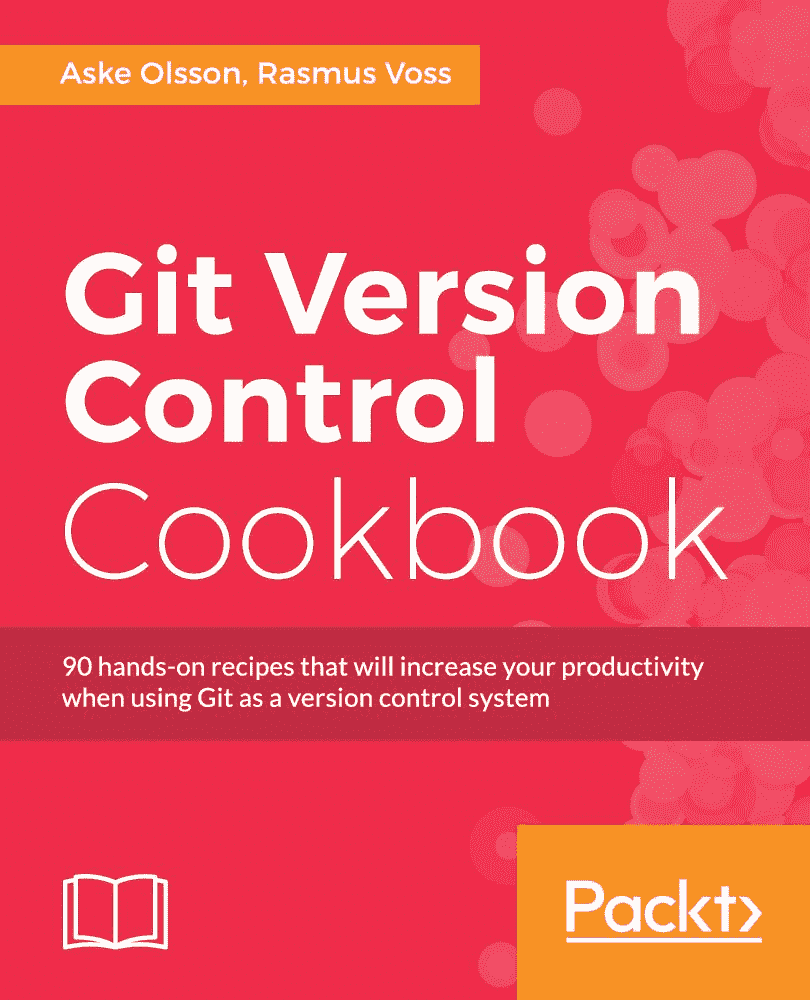 Aske Olsson, Rasmus Voss
Git Version
Control
Cookbook
90 hands-on recipes that will increase your productivity
when using Git as a version control system
Packt>